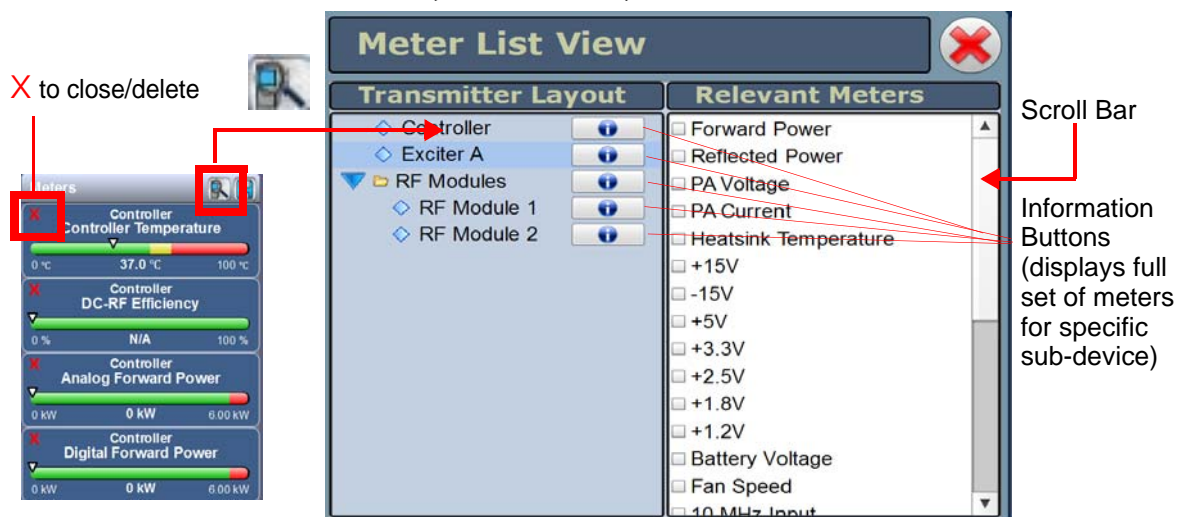 X to close/delete
Meters
X
Controller
Controller Temperature
0 °C
37.0 °C
100 °C
X
Controller
DC-RF Efficiency
0 %
N/A
100 %
X
Controller
Analog Forward Power
0 kW
0 kW
6.00 kW
X
Controller
Digital Forward Power
0 kW
0 kW
6.00 kW
Meter List View
Transmitter Layout
Controller
Exciter A
RF Modules
RF Module 1
RF Module 2
Relevant Meters
Forward Power
Reflected Power
PA Voltage
PA Current
Heatsink Temperature
+15V
-15V
+5V
+3.3V
+2.5V
+1.8V
+1.2V
Battery Voltage
Fan Speed
10 MHz Input
Scroll Bar
Information
Buttons
(displays full
set of meters
for specific
sub-device)